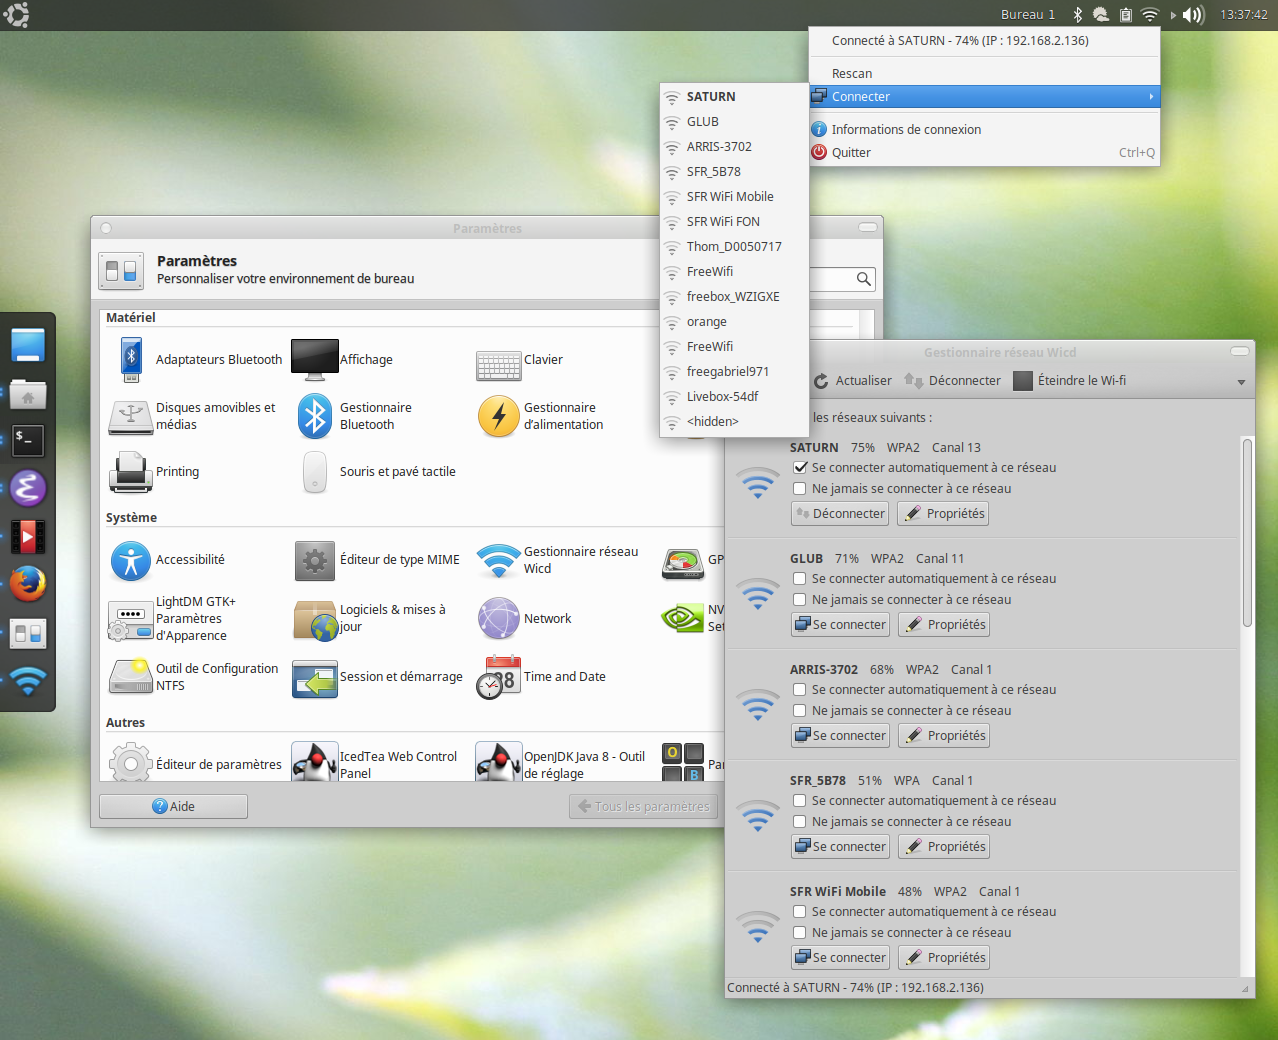 Bureau 1
13:37:42
Connecté à SATURN - 74% (IP : 192.168.2.136)
Rescan
Connecter
Informations de connexion
Quitter Ctrl+Q
SATURN
GLUB
ARRIS-3702
SFR_5B78
SFR WiFi Mobile
SFR WiFi FON
Thom_D0050717
FreeWifi
freebox_WZIGXE
orange
FreeWifi
freegabriel971
Livebox-54df
<hidden>
Paramètres
Paramètres
Personnaliser votre environnement de bureau
Matériel
Adaptateurs Bluetooth
Affichage
Clavier
Disques amovibles et
médias
Gestionnaire
Bluetooth
Gestionnaire
d'alimentation
Printing
Souris et pavé tactile
Système
Accessibilité
Éditeur de type MIME
Gestionnaire réseau
Wicd
GP
LightDM GTK+
Paramètres
d'Apparence
Logiciels & mises à
jour
Network
NV
Set
Outil de Configuration
NTFS
Session et démarrage
Time and Date
Autres
Éditeur de paramètres
IcedTea Web Control
Panel
OpenJDK Java 8 - Outil
de réglage
Par
Aide
Tous les paramètres
Gestionnaire réseau Wicd
Actualiser Déconnecter Éteindre le Wi-fi
les réseaux suivants :
SATURN 75% WPA2 Canal 13
Se connecter automatiquement à ce réseau
Ne jamais se connecter à ce réseau
Déconnecter Propriétés
GLUB 71% WPA2 Canal 11
Se connecter automatiquement à ce réseau
Ne jamais se connecter à ce réseau
Se connecter Propriétés
ARRIS-3702 68% WPA2 Canal 1
Se connecter automatiquement à ce réseau
Ne jamais se connecter à ce réseau
Se connecter Propriétés
SFR_5B78 51% WPA Canal 1
Se connecter automatiquement à ce réseau
Ne jamais se connecter à ce réseau
Se connecter Propriétés
SFR WiFi Mobile 48% WPA2 Canal 1
Se connecter automatiquement à ce réseau
Ne jamais se connecter à ce réseau
Se connecter Propriétés
Connecté à SATURN - 74% (IP : 192.168.2.136)